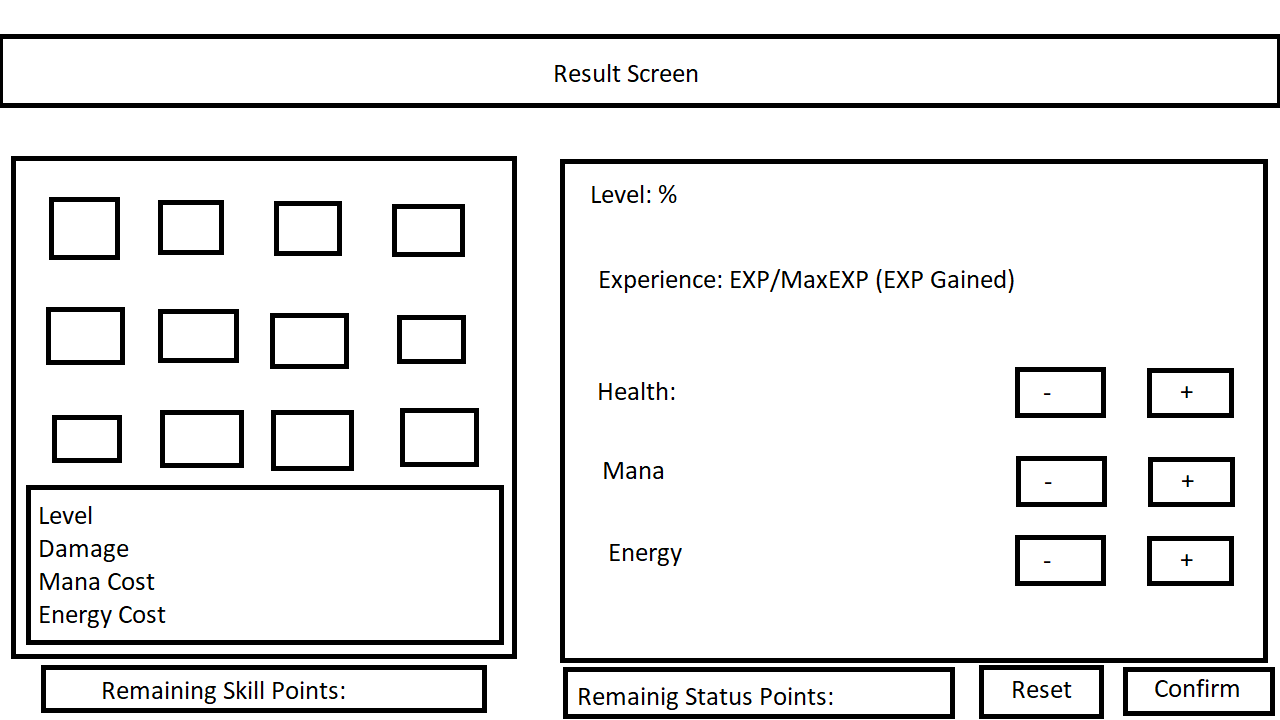 Result Screen
Level
Damage
Mana Cost
Energy Cost
Remaining Skill Points:
Level: %
Experience: EXP/MaxEXP (EXP Gained)
Health: - +
Mana - +
Energy - +
Remainig Status Points:
Reset
Confirm